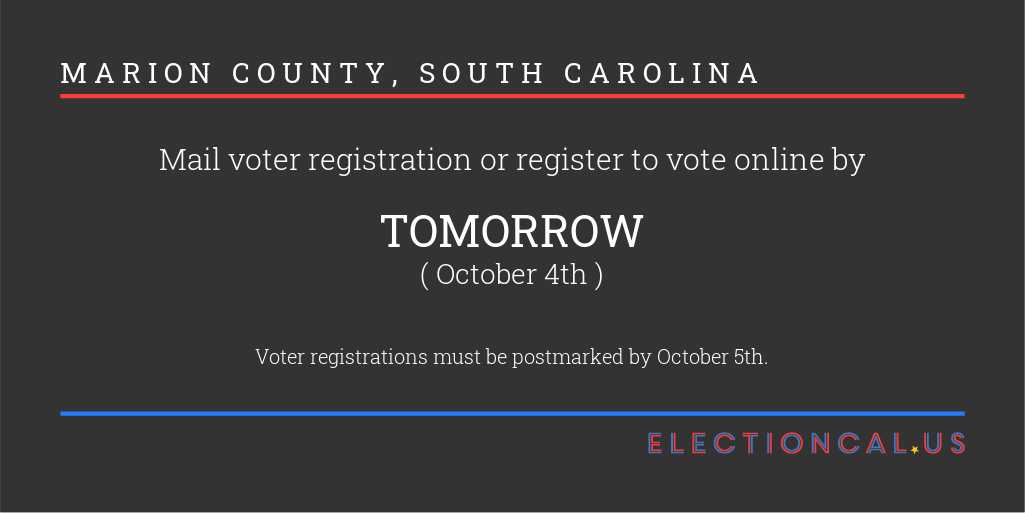 MARION COUNTY, SOUTH CAROLINA
Mail voter registration or register to vote online by
TOMORROW
( October 4th )
Voter registrations must be postmarked by October 5th.
ELECTIONCAL.US